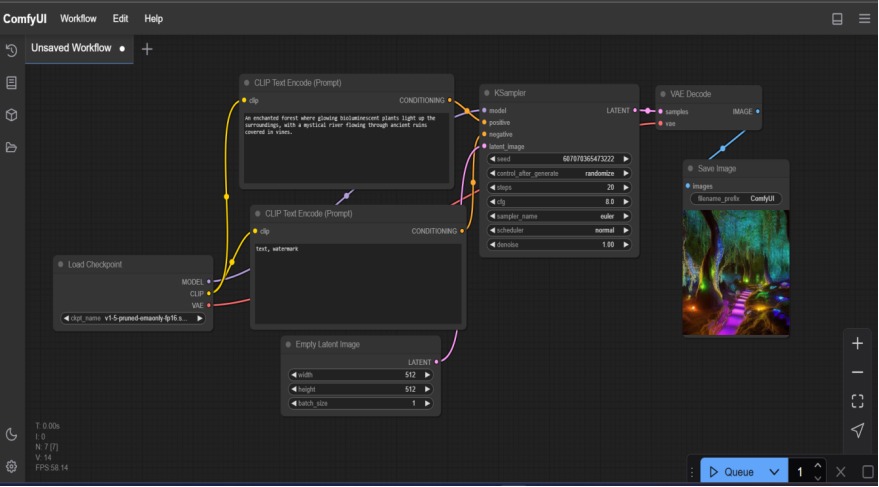 ComfyUI Workflow Edit Help
Unsaved Workflow
CLIP Text Encode (Prompt)
clip CONDITIONING
An enchanted forest where glowing bioluminescent plants light up the
surroundings, with a mystical river flowing through ancient ruins
covered in vines.
CLIP Text Encode (Prompt)
clip CONDITIONING
text, watermark
Load Checkpoint
MODEL
CLIP
VAE
ckpt_name v1-5-pruned-emaonly-fp16.s...
Empty Latent Image
LATENT
width 512
height 512
batch_size 1
KSampler
model LATENT
positive
negative
latent_image
seed 607070365473222
control_after_generate randomize
steps 20
cfg 8.0
sampler_name euler
scheduler normal
denoise 1.00
VAE Decode
samples IMAGE
vae
Save Image
images
filename_prefix ComfyUI
T: 0.00s
I: 0
N: 7 [7]
V: 14
FPS:58.14
Queue 1